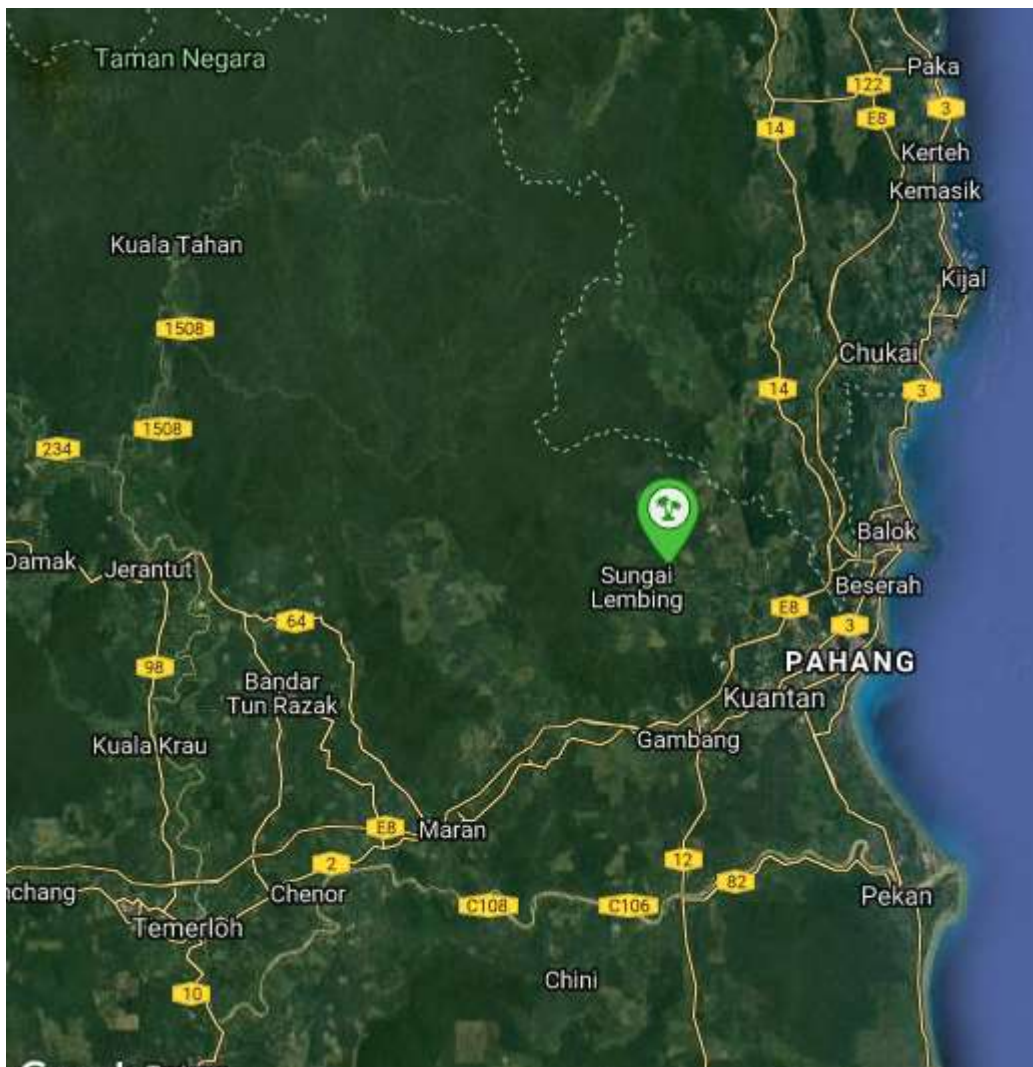 Taman Negara
Paka
122
3
E8
14
Kerteh
Kemasik
Kuala Tahan
Kijal
1508
Chukai
14
3
1508
234
Balok
Damak
Jerantut
Sungai
Lembing
Beserah
E8
64
3
PAHANG
98
Bandar
Tun Razak
Kuantan
Gambang
Kuala Krau
E8
Maran
12
2
82
Chenor
Pekan
C108
C106
Temerloh
Chini
10